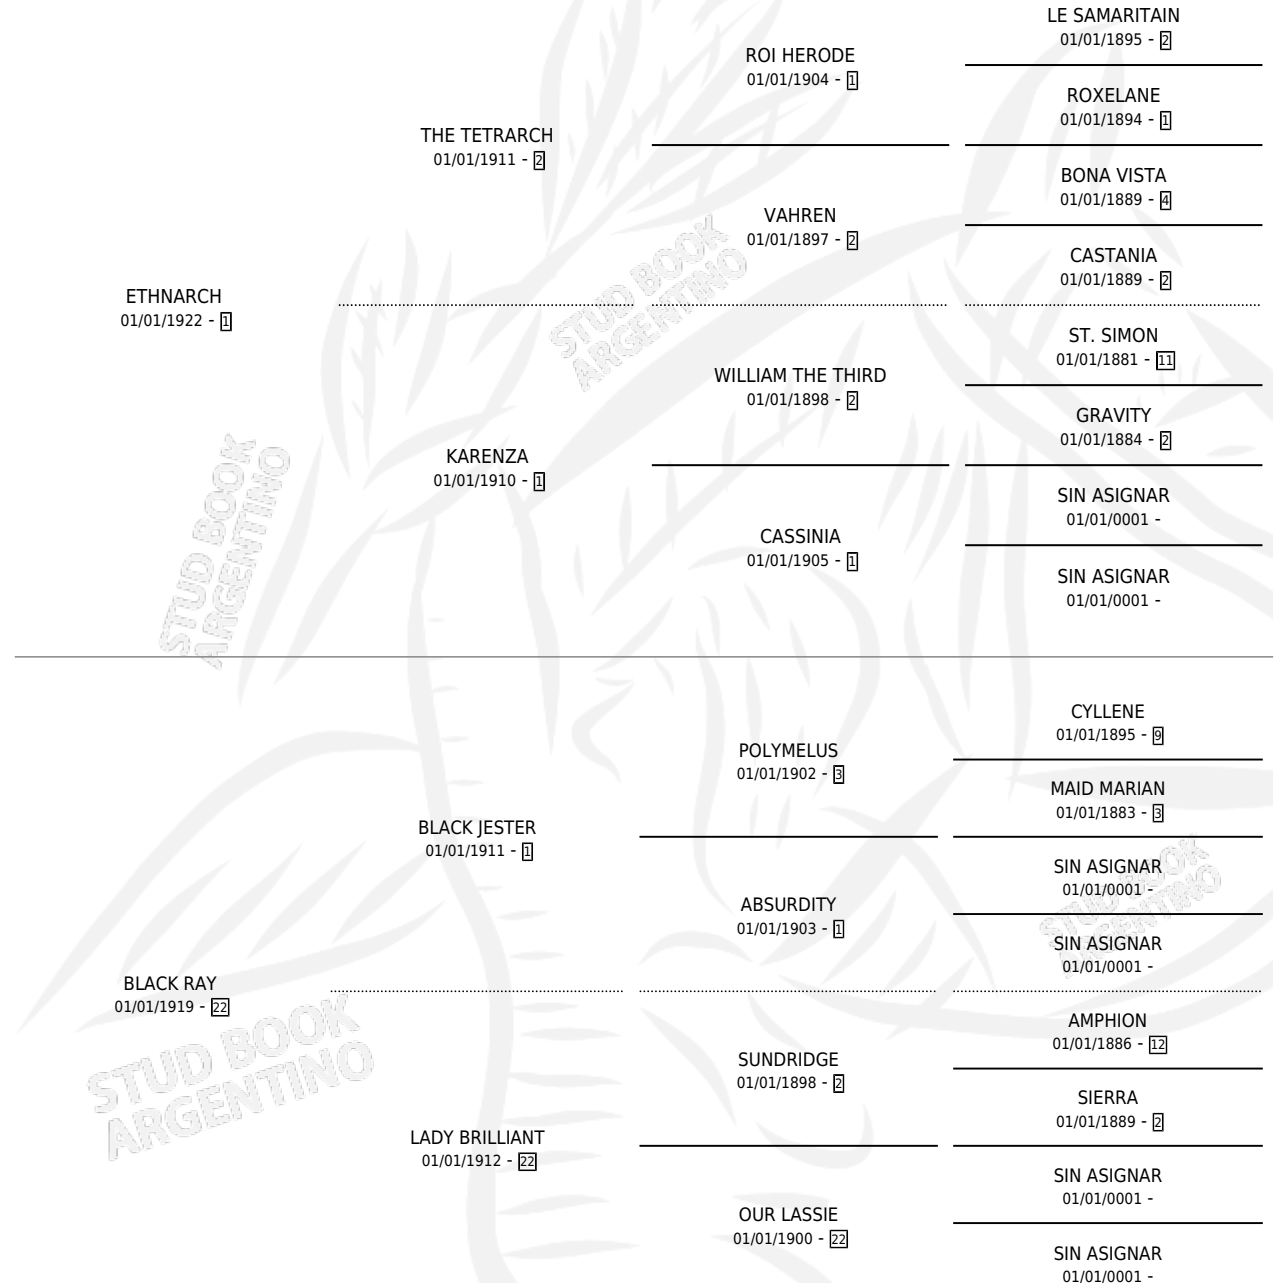 LE SAMARITAIN
01/01/1895 - 2
ROI HERODE
01/01/1904 - 1
ROXELANE
01/01/1894 - 1
THE TETRARCH
01/01/1911 - 2
BONA VISTA
01/01/1889 - 4
VAHREN
01/01/1897 - 2
CASTANIA
01/01/1889 - 2
ETHNARCH
01/01/1922 - 1
ST. SIMON
01/01/1881 - 11
WILLIAM THE THIRD
01/01/1898 - 2
GRAVITY
01/01/1884 - 2
KARENZA
01/01/1910 - 1
SIN ASIGNAR
01/01/0001 -
CASSINIA
01/01/1905 - 1
SIN ASIGNAR
01/01/0001 -
STUD BOOK
ARGENTINO
STUD BOOK
ARGENTINO
CYLLENE
01/01/1895 - 9
POLYMELUS
01/01/1902 - 3
MAID MARIAN
01/01/1883 - 3
BLACK JESTER
01/01/1911 - 1
SIN ASIGNAR
01/01/0001 -
ABSURDITY
01/01/1903 - 1
SIN ASIGNAR
01/01/0001 -
STUD BOOK
ARGENTINO
BLACK RAY
01/01/1919 - 22
AMPHION
01/01/1886 - 12
SUNDRIDGE
01/01/1898 - 2
SIERRA
01/01/1889 - 2
STUD BOOK
ARGENTINO
LADY BRILLIANT
01/01/1912 - 22
SIN ASIGNAR
01/01/0001 -
OUR LASSIE
01/01/1900 - 22
SIN ASIGNAR
01/01/0001 -